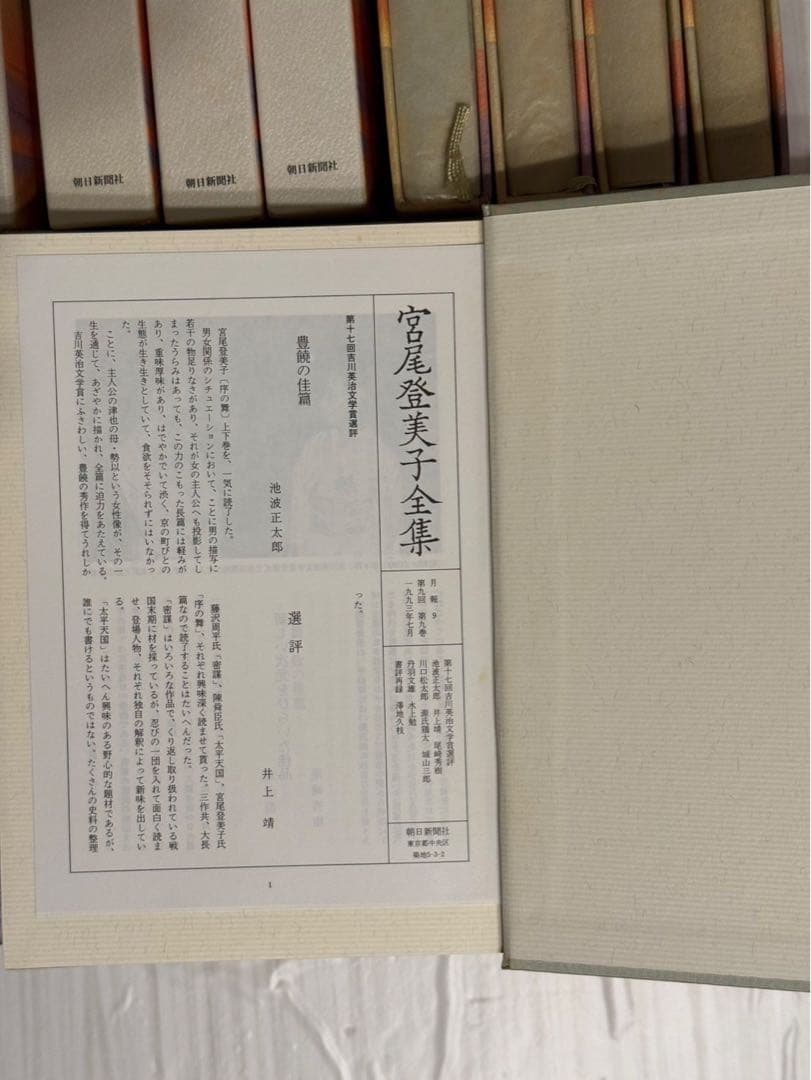 朝日新聞社
朝日新聞社
朝日新聞社
宮尾登美子全集
月報9
第九回 第九巻
一九九三年七月
第十七回吉川英治文学賞選評
池波正太郎 井上靖 尾崎秀樹
川口松太郎 源氏鶏太 城山三郎
丹羽文雄 水上勉
書評再録 澤地久枝
朝日新聞社
東京都中央区
築地5-3-2
第十七回吉川英治文学賞選評
豊饒の佳篇
池波正太郎
宮尾登美子〔序の舞〕上下巻を、一気に読了した。
男女関係のシチュエーションにおいて、ことに男の描写に
若干の物足りなさがあり、それが女の主人公へも投影してし
まったうらみはあっても、この力のこもった長篇には軽みが
あり、重味厚味があり、はでやかでいて渋く、京の町びとの
生態が生き生きとしていて、食欲をそそられずにはいなかっ
た。
ことに、主人公の津也の母・勢以という女性像が、その一
生を通じて、あざやかに描かれ、全篇に迫力をあたえている。
吉川英治文学賞にふさわしい、豊饒の秀作を得てうれしか
った。
選評
井上靖
藤沢周平氏「密謀」、陳舜臣氏「太平天国」、宮尾登美子氏
「序の舞」、それぞれ興味深く読ませて貰った。三作共、大長
篇なので読了することはたいへんだった。
「密謀」はいろいろな作品で、くり返し取り扱われている戦
国末期に材を採っているが、忍びの一団を入れて面白く読ま
せ、登場人物、それぞれ独自の解釈によって新味を出してい
る。
「太平天国」はたいへん興味のある野心的な題材であるが、
誰にでも書けるというものではない。たくさんの史料の整理
1